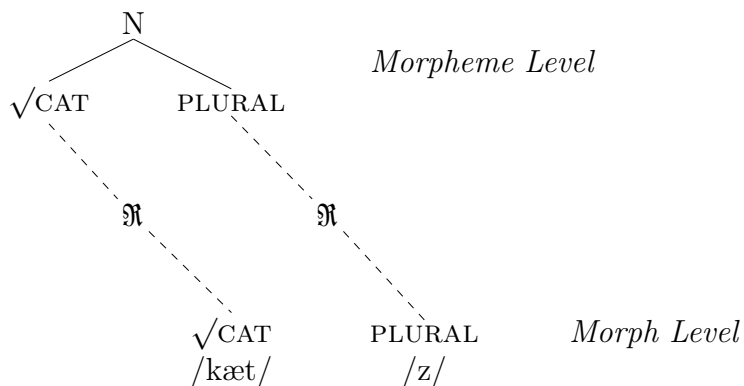 N
Morpheme Level
√CAT PLURAL
ℜ ℜ
√CAT PLURAL Morph Level
/kæt/ /z/